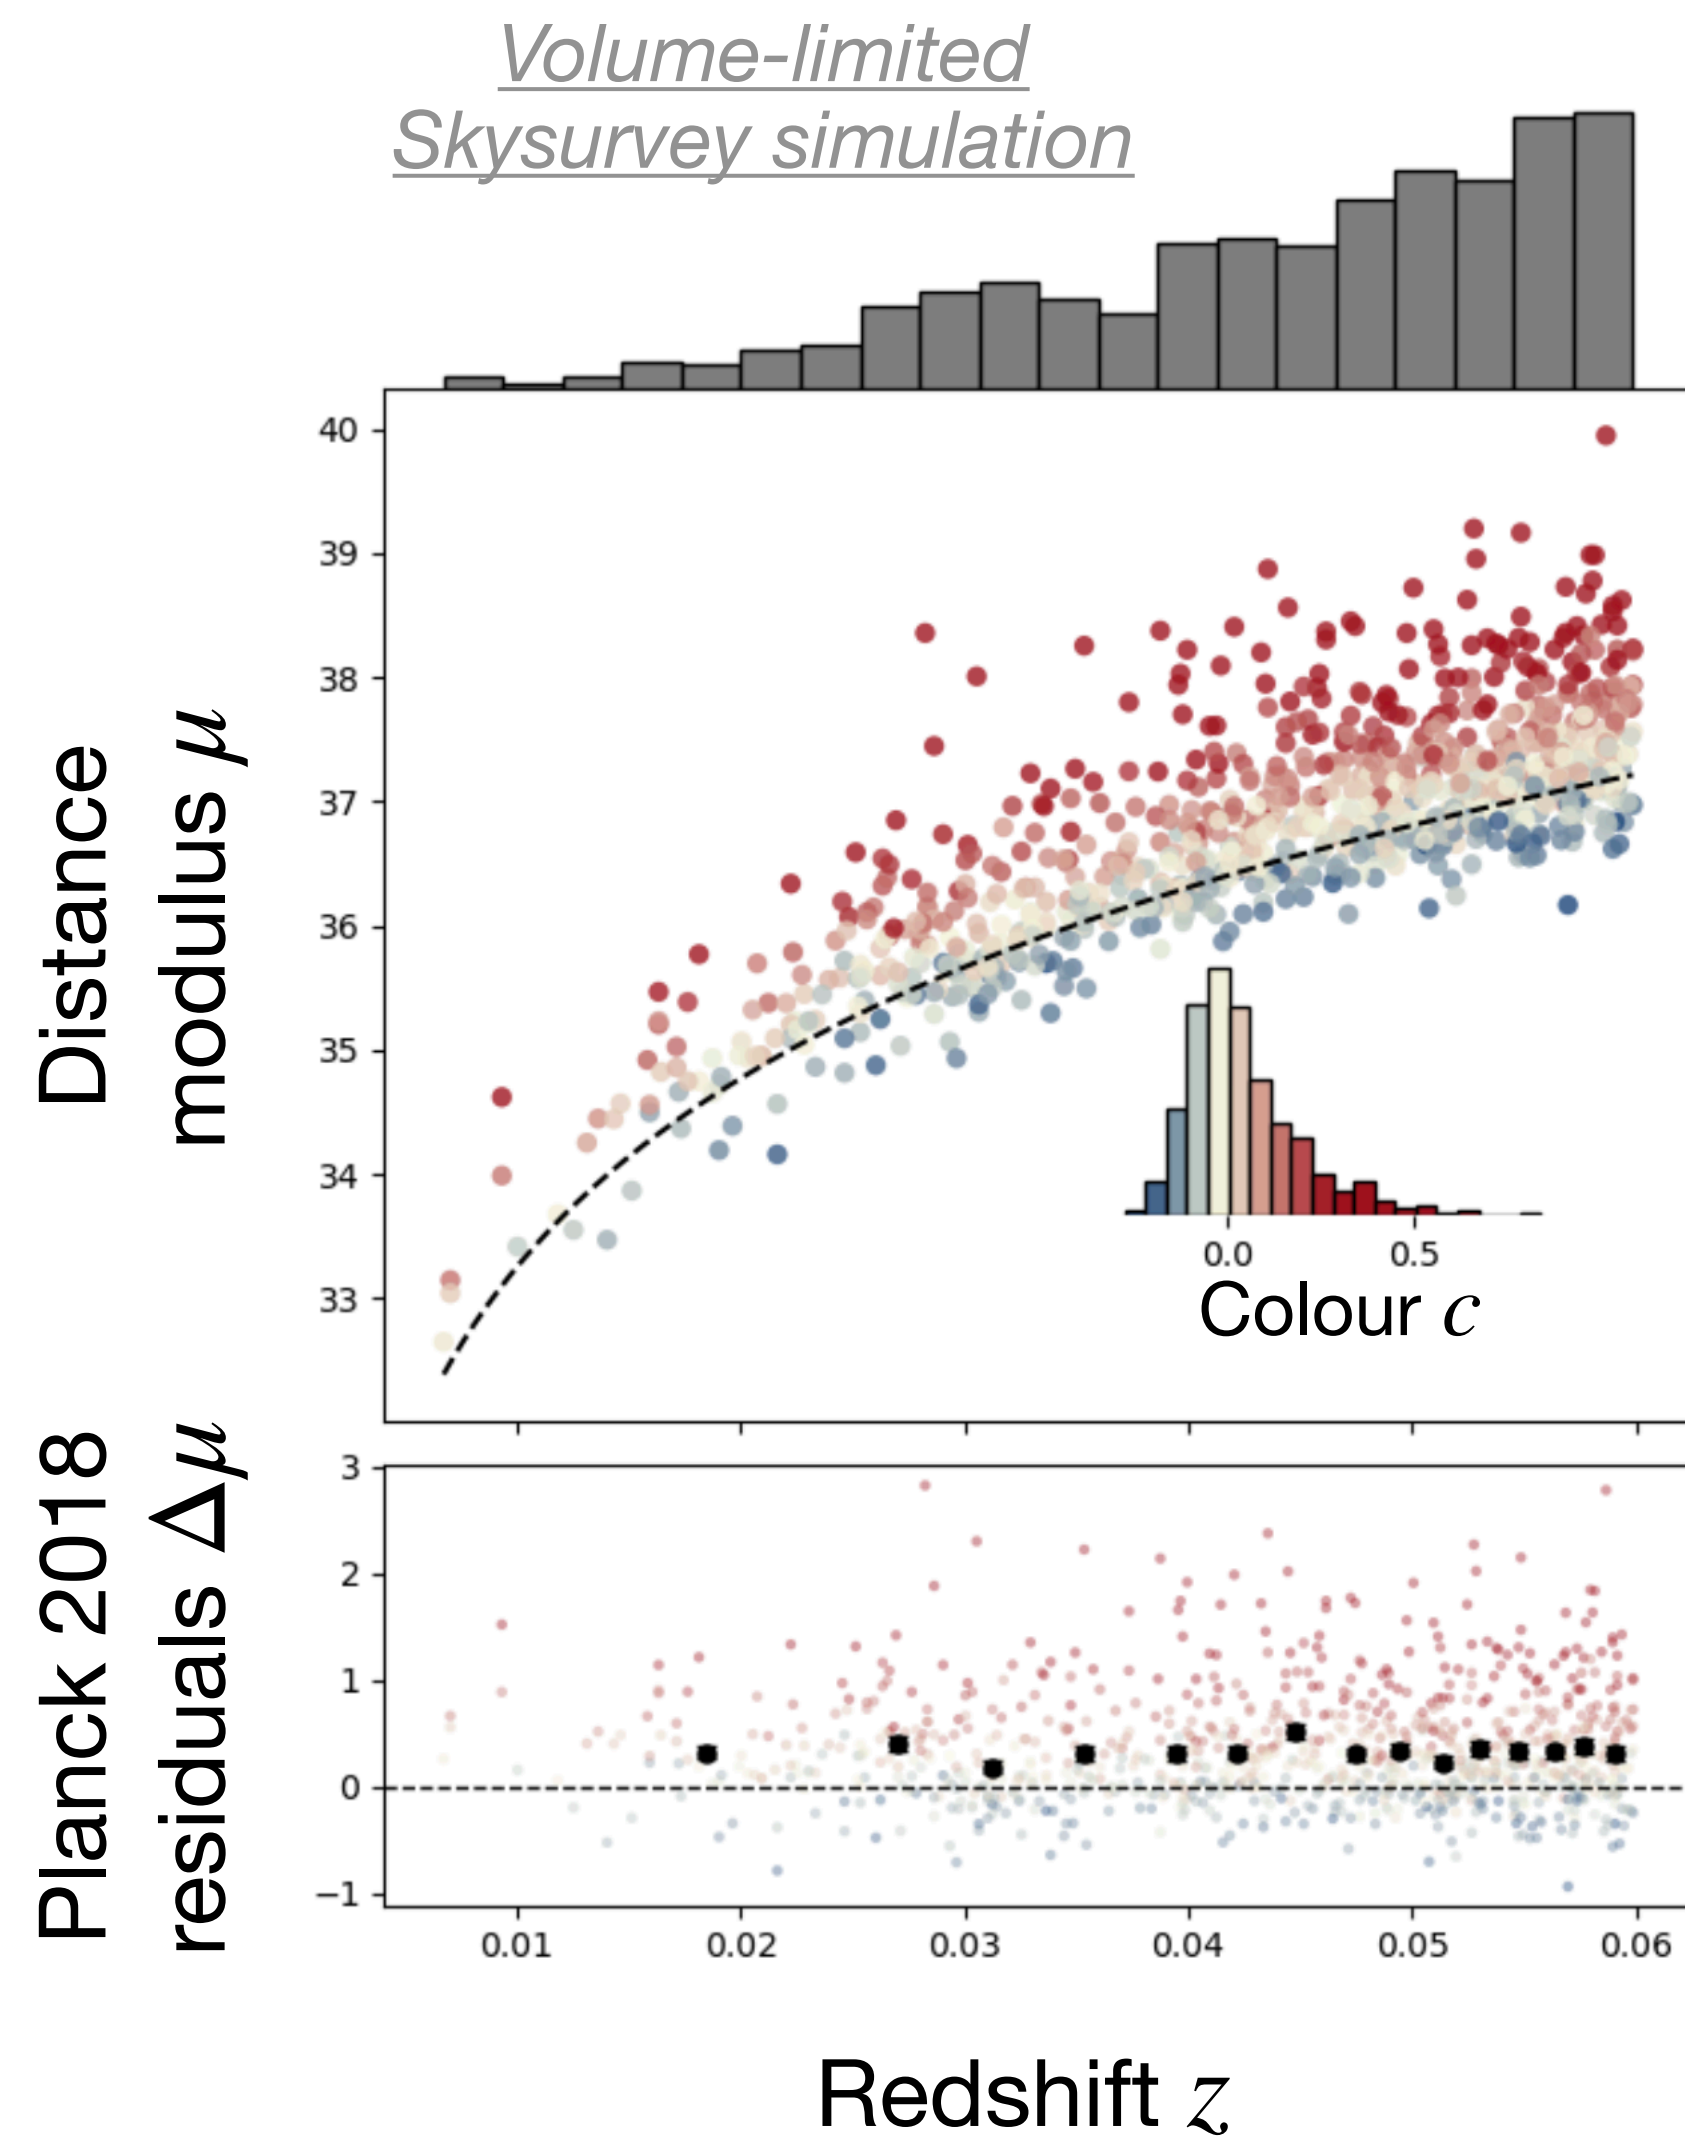 Volume-limited
Skysurvey simulation
40
39
38
37
36
35
34
33
Distance
modulus μ
0.0 0.5
Colour c
3
2
1
0
−1
Planck 2018
residuals Δμ
0.01 0.02 0.03 0.04 0.05 0.06
Redshift z